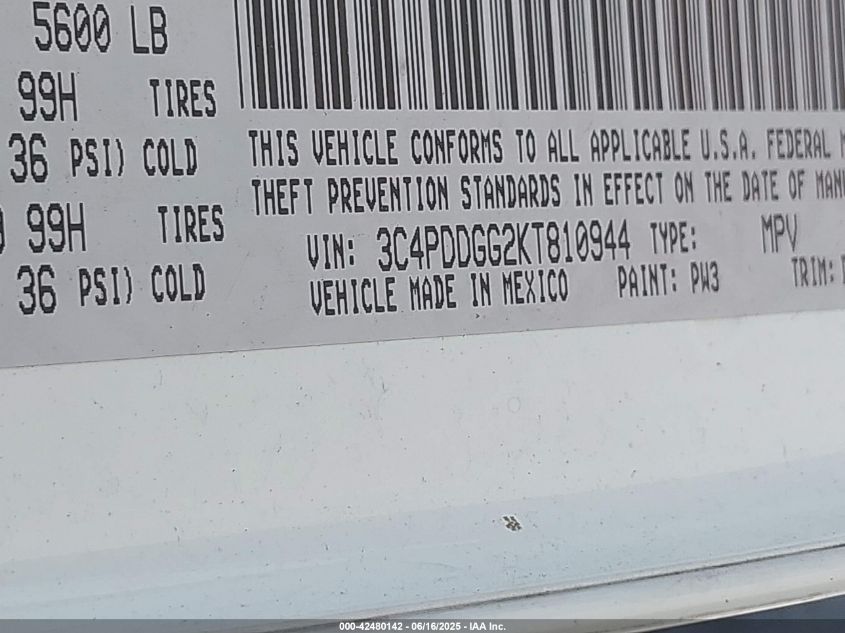 5600 LB
99H TIRES
36 PSI) COLD
99H TIRES
36 PSI) COLD
THIS VEHICLE CONFORMS TO ALL APPLICABLE U.S.A. FEDERAL
THEFT PREVENTION STANDARDS IN EFFECT ON THE DATE OF
VIN: 3C4PDDGG2KT810944 TYPE: MPV
VEHICLE MADE IN MEXICO PAINT: PW3 TRIM:
000-42480142 - 06/16/2025 - IAA Inc.